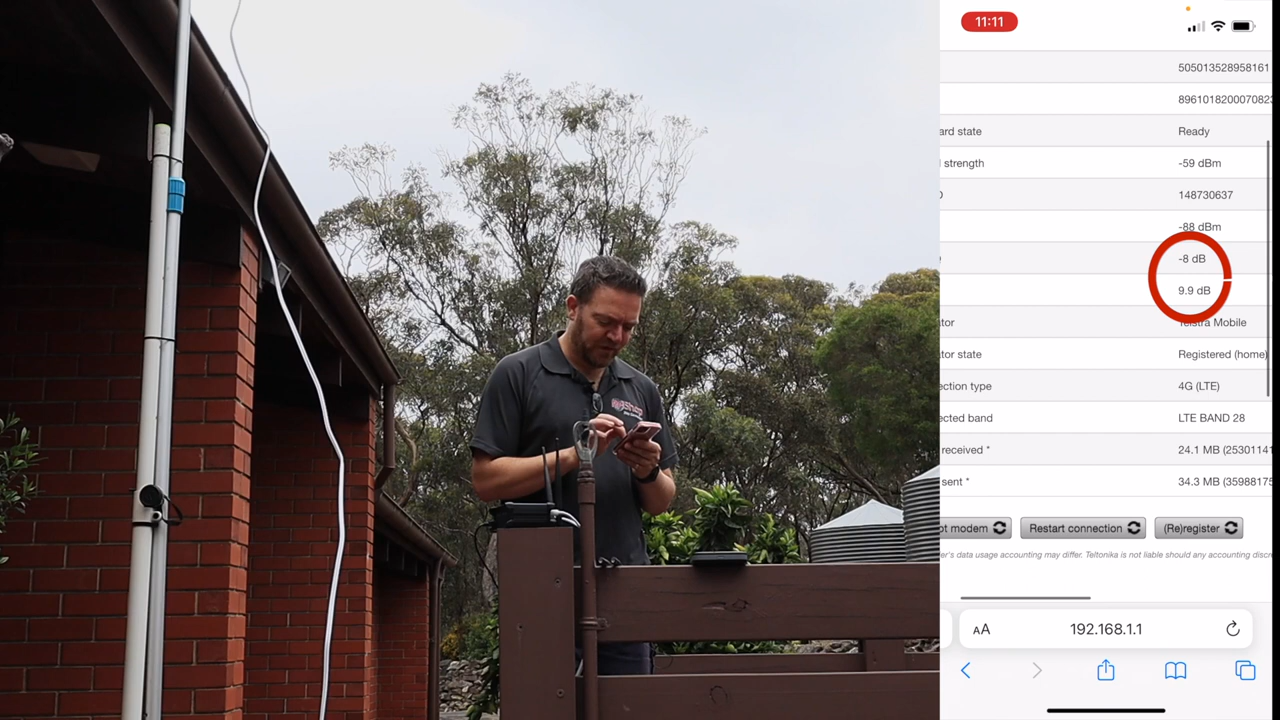 11:11
505013528958161
8961018200070823
ard state Ready
strength -59 dBm
148730637
-88 dBm
-8 dB
9.9 dB
ator Telstra Mobile
ator state Registered (home)
ection type 4G (LTE)
ected band LTE BAND 28
received * 24.1 MB (25301141
sent * 34.3 MB (35988175
ot modem Restart connection (Re)register
er's data usage accounting may differ. Teltonika is not liable should any accounting discr
AA 192.168.1.1